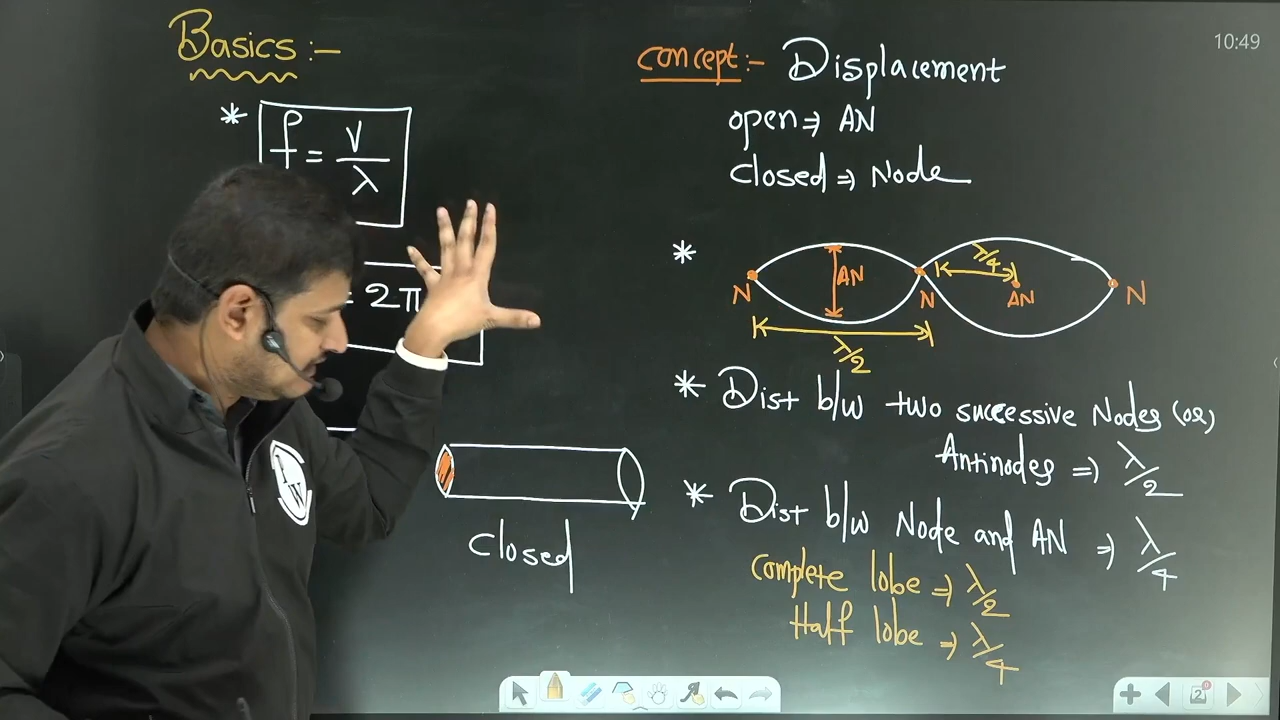 Basics :-
* f = v/λ
= 2π
closed
concept :- Displacement
open ⇒ AN
closed ⇒ Node
*
N AN N λ/4 AN N
λ/2
* Dist b/w two successive Nodes (or)
Antinodes ⇒ λ/2
* Dist b/w Node and AN ⇒ λ/4
complete lobe ⇒ λ/2
Half lobe ⇒ λ/4
10:49
W
2